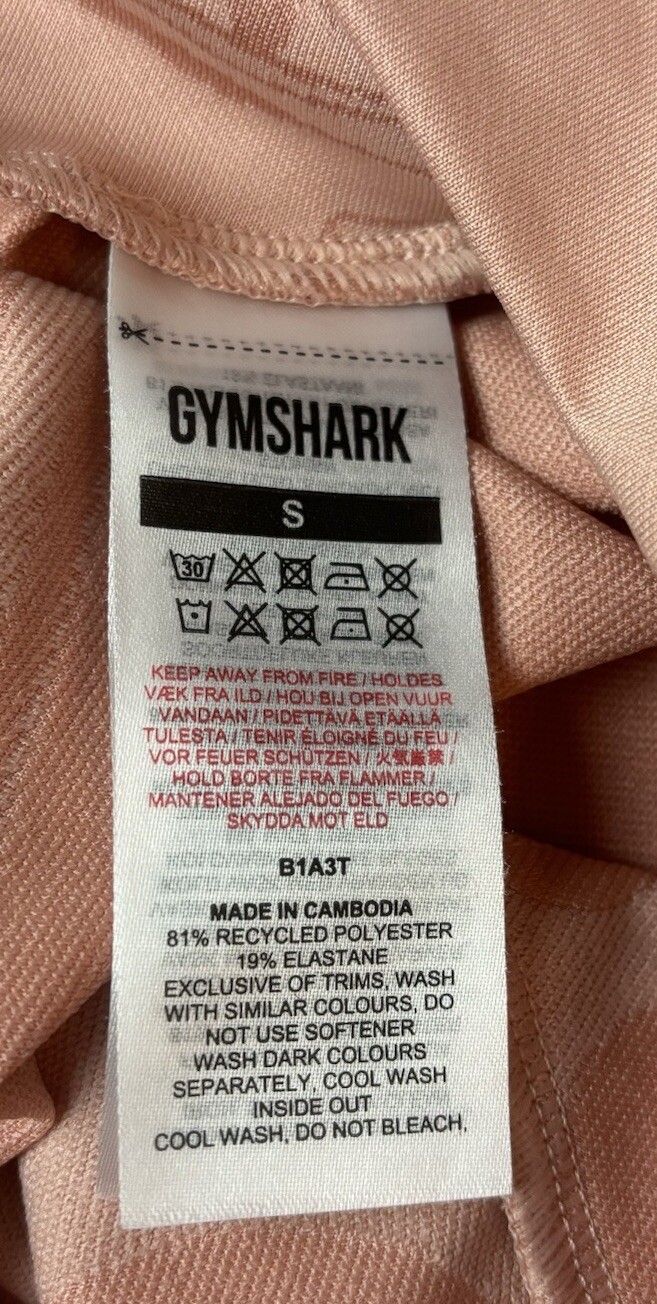 GYMSHARK
S
30
KEEP AWAY FROM FIRE / HOLDES
VÆK FRA ILD / HOU BIJ OPEN VUUR
VANDAAN / PIDETTÄVÄ ETÄÄLLÄ
TULESTA / TENIR ÉLOIGNÉ DU FEU /
VOR FEUER SCHÜTZEN / 火気厳禁 /
HOLD BORTE FRA FLAMMER /
MANTENER ALEJADO DEL FUEGO /
SKYDDA MOT ELD
B1A3T
MADE IN CAMBODIA
81% RECYCLED POLYESTER
19% ELASTANE
EXCLUSIVE OF TRIMS, WASH
WITH SIMILAR COLOURS, DO
NOT USE SOFTENER
WASH DARK COLOURS
SEPARATELY, COOL WASH
INSIDE OUT
COOL WASH, DO NOT BLEACH.